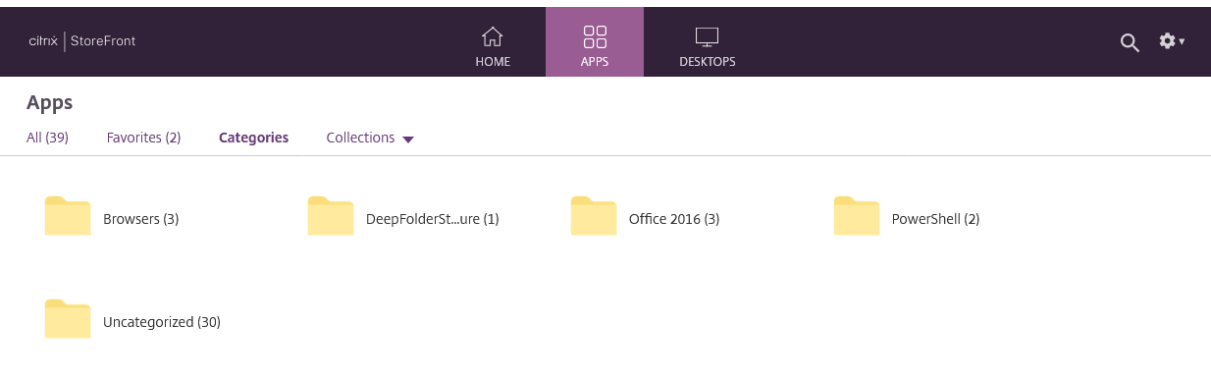 citrix | StoreFront
HOME
APPS
DESKTOPS
Apps
All (39) Favorites (2) Categories Collections
Browsers (3) DeepFolderSt...ure (1) Office 2016 (3) PowerShell (2)
Uncategorized (30)